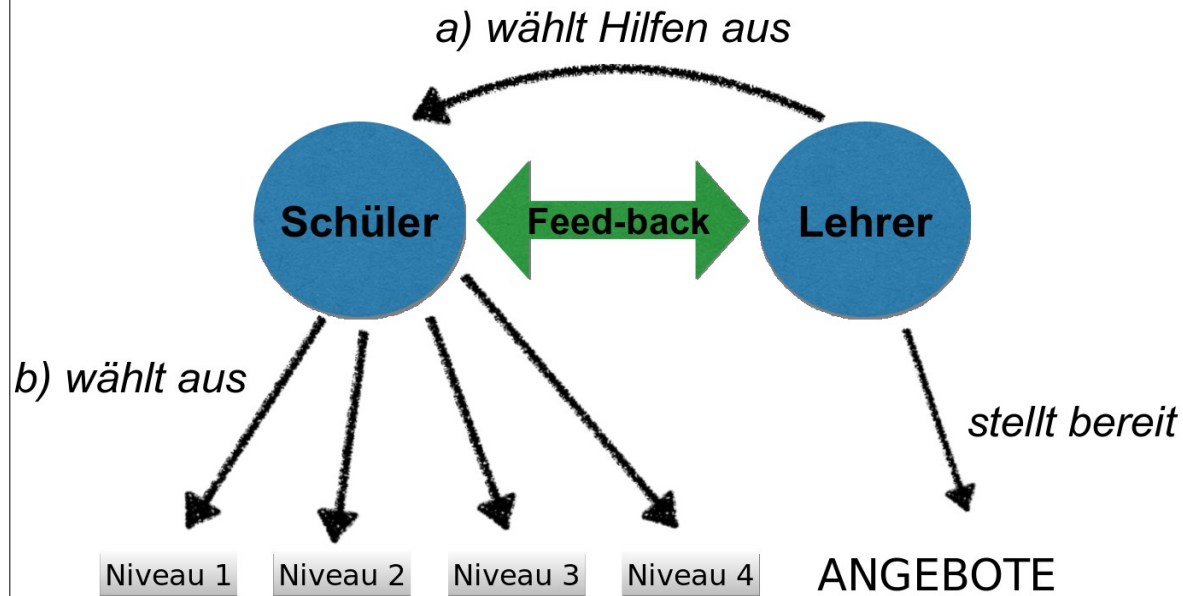 a) wählt Hilfen aus
Schüler
Feed-back
Lehrer
b) wählt aus
stellt bereit
Niveau 1
Niveau 2
Niveau 3
Niveau 4
ANGEBOTE